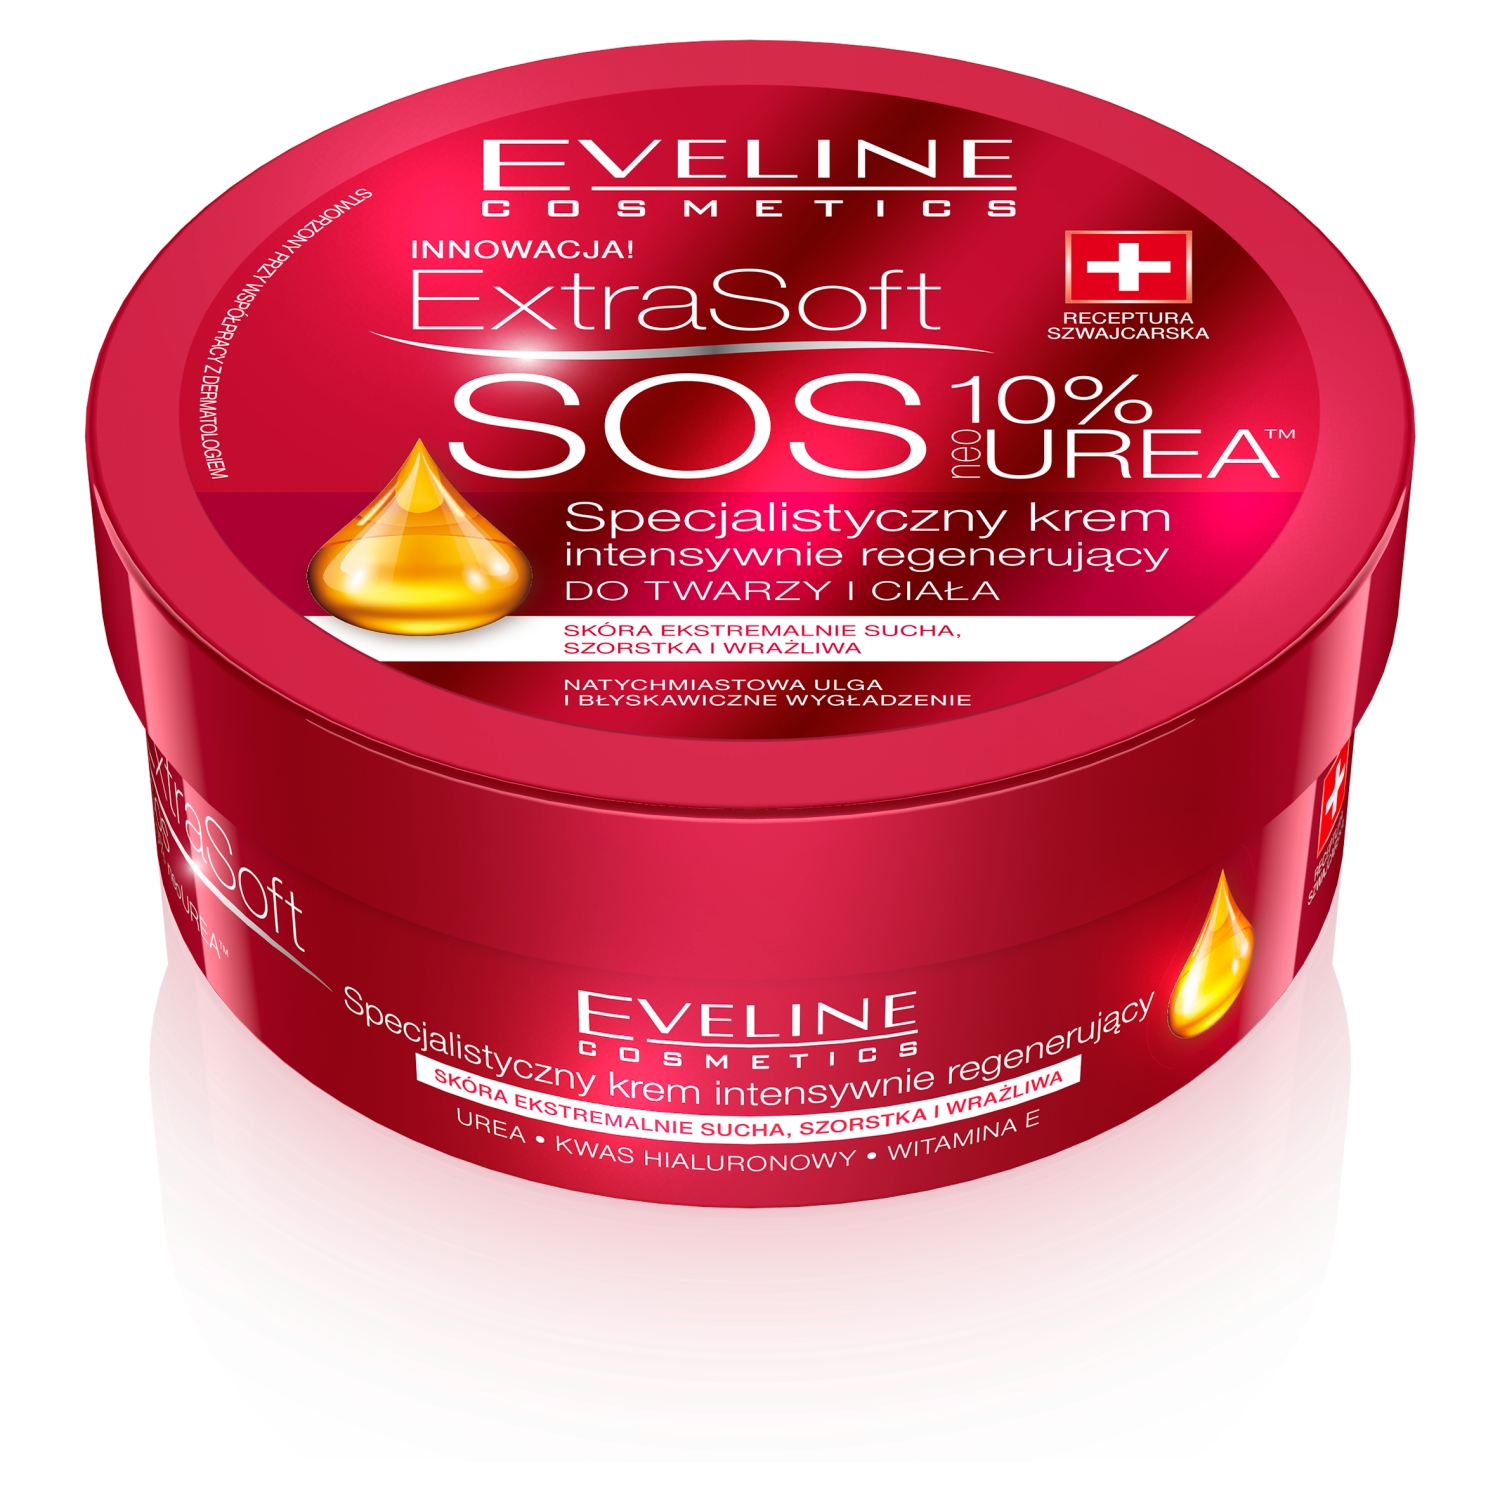 EVELINE
COSMETICS
INNOWACJA!
ExtraSoft
RECEPTURA
SZWAJCARSKA
SOS 10%
neo UREA™
Specjalistyczny krem
intensywnie regenerujący
DO TWARZY I CIAŁA
SKÓRA EKSTREMALNIE SUCHA,
SZORSTKA I WRAŻLIWA
NATYCHMIASTOWA ULGA
I BŁYSKAWICZNE WYGŁADZENIE
STWORZONY PRZY WSPÓŁPRACY Z DERMATOLOGIEM
ExtraSoft
neoUREA™
EVELINE
COSMETICS
Specjalistyczny krem intensywnie regenerujący
SKÓRA EKSTREMALNIE SUCHA, SZORSTKA I WRAŻLIWA
UREA • KWAS HIALURONOWY • WITAMINA E